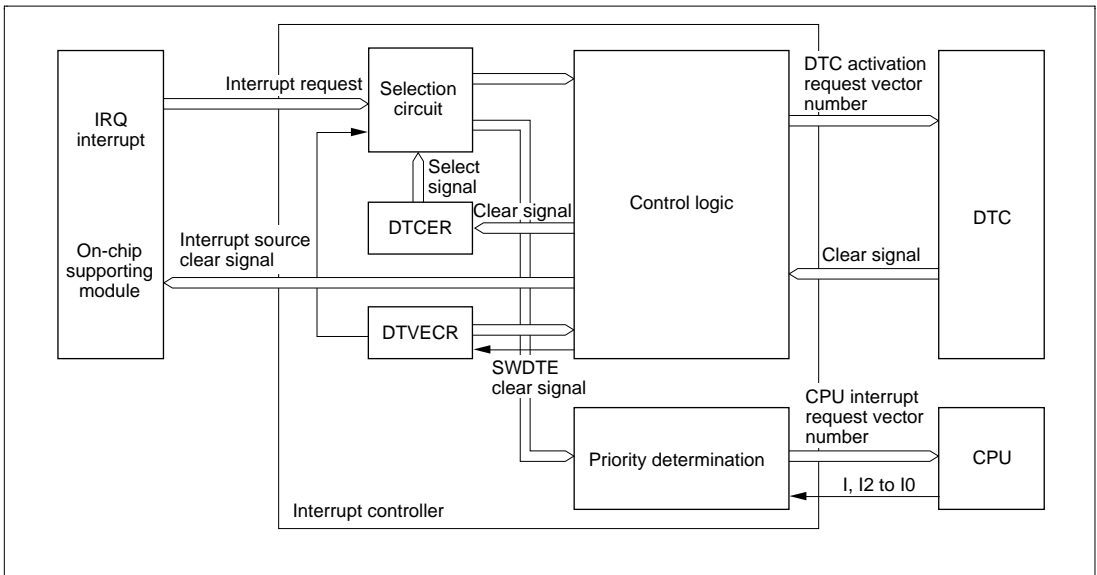 IRQ
interrupt
On-chip
supporting
module
Interrupt request
Interrupt source
clear signal
Selection
circuit
Select
signal
DTCER
Clear signal
DTVECR
SWDTE
clear signal
Control logic
Priority determination
Interrupt controller
DTC activation
request vector
number
Clear signal
DTC
CPU interrupt
request vector
number
I, I2 to I0
CPU